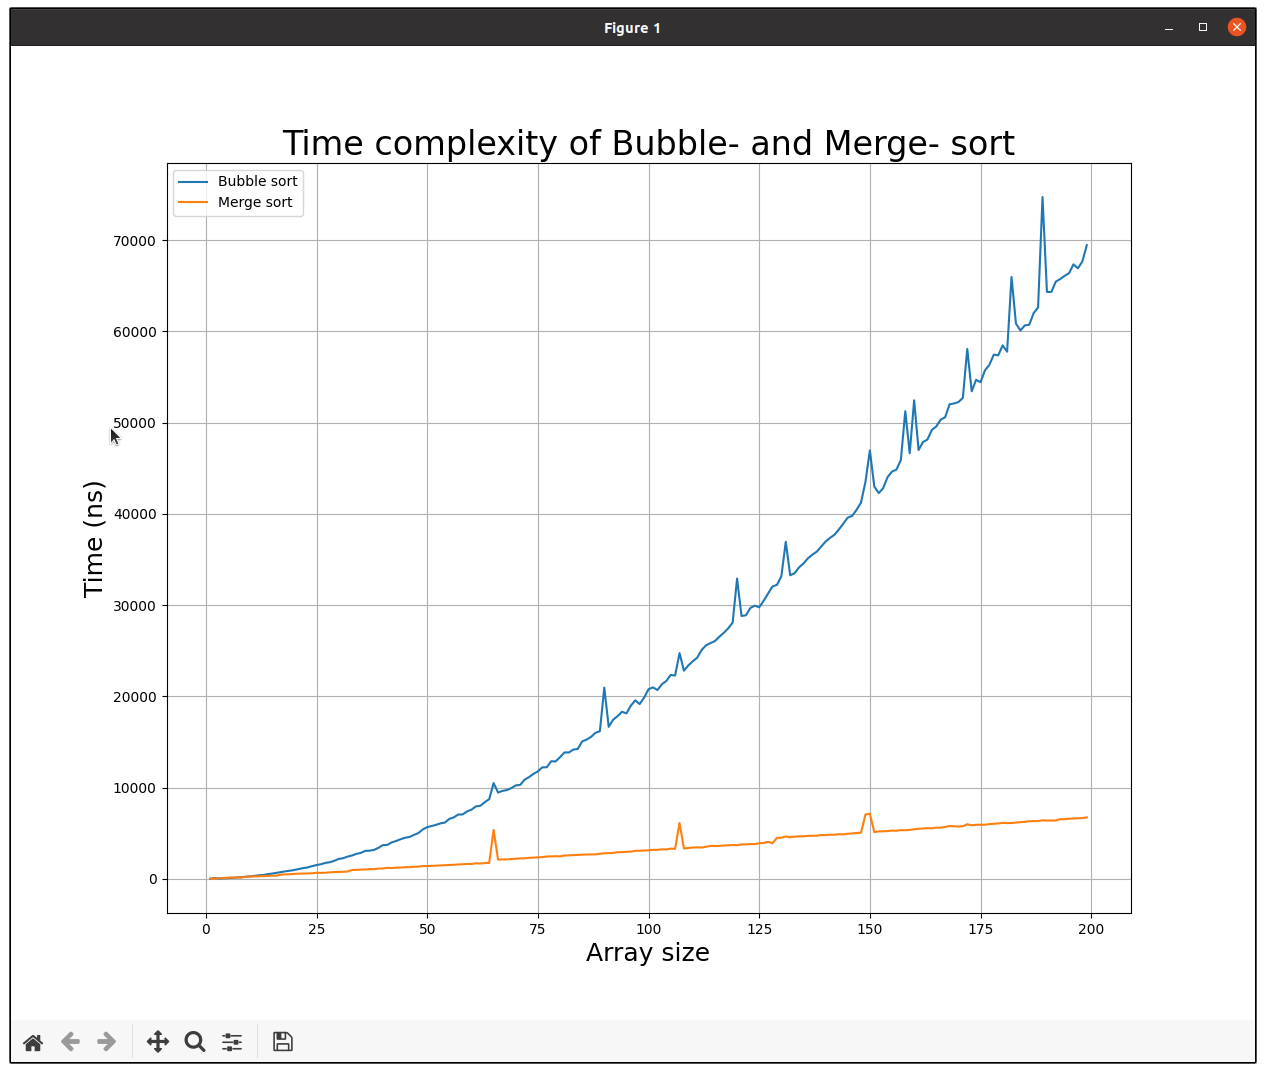 Figure 1
Time complexity of Bubble- and Merge- sort
Bubble sort
Merge sort
70000
60000
50000
40000
30000
20000
10000
0
Time (ns)
0 25 50 75 100 125 150 175 200
Array size